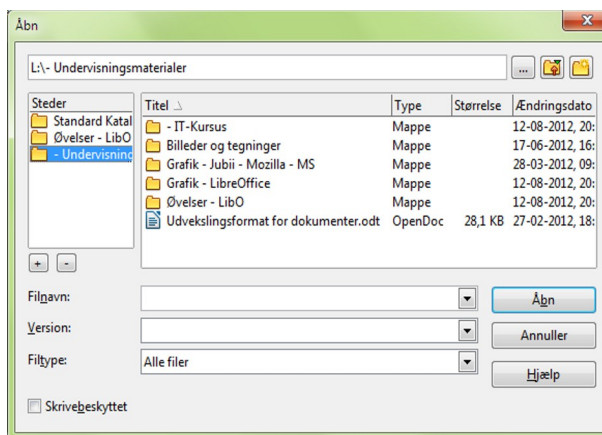 Åbn
L:\- Undervisningsmaterialer
...
Steder
Standard Katal
Øvelser - LibO
- Undervisning
Titel Type Størrelse Ændringsdato
- IT-Kursus Mappe 12-08-2012, 20:
Billeder og tegninger Mappe 17-06-2012, 16:
Grafik - Jubii - Mozilla - MS Mappe 28-03-2012, 09:
Grafik - LibreOffice Mappe 12-08-2012, 20:
Øvelser - LibO Mappe 12-08-2012, 20:
Udvekslingsformat for dokumenter.odt OpenDoc 28,1 KB 27-02-2012, 18:
+ -
Filnavn: Åbn
Version: Annuller
Filtype: Alle filer Hjælp
Skrivebeskyttet